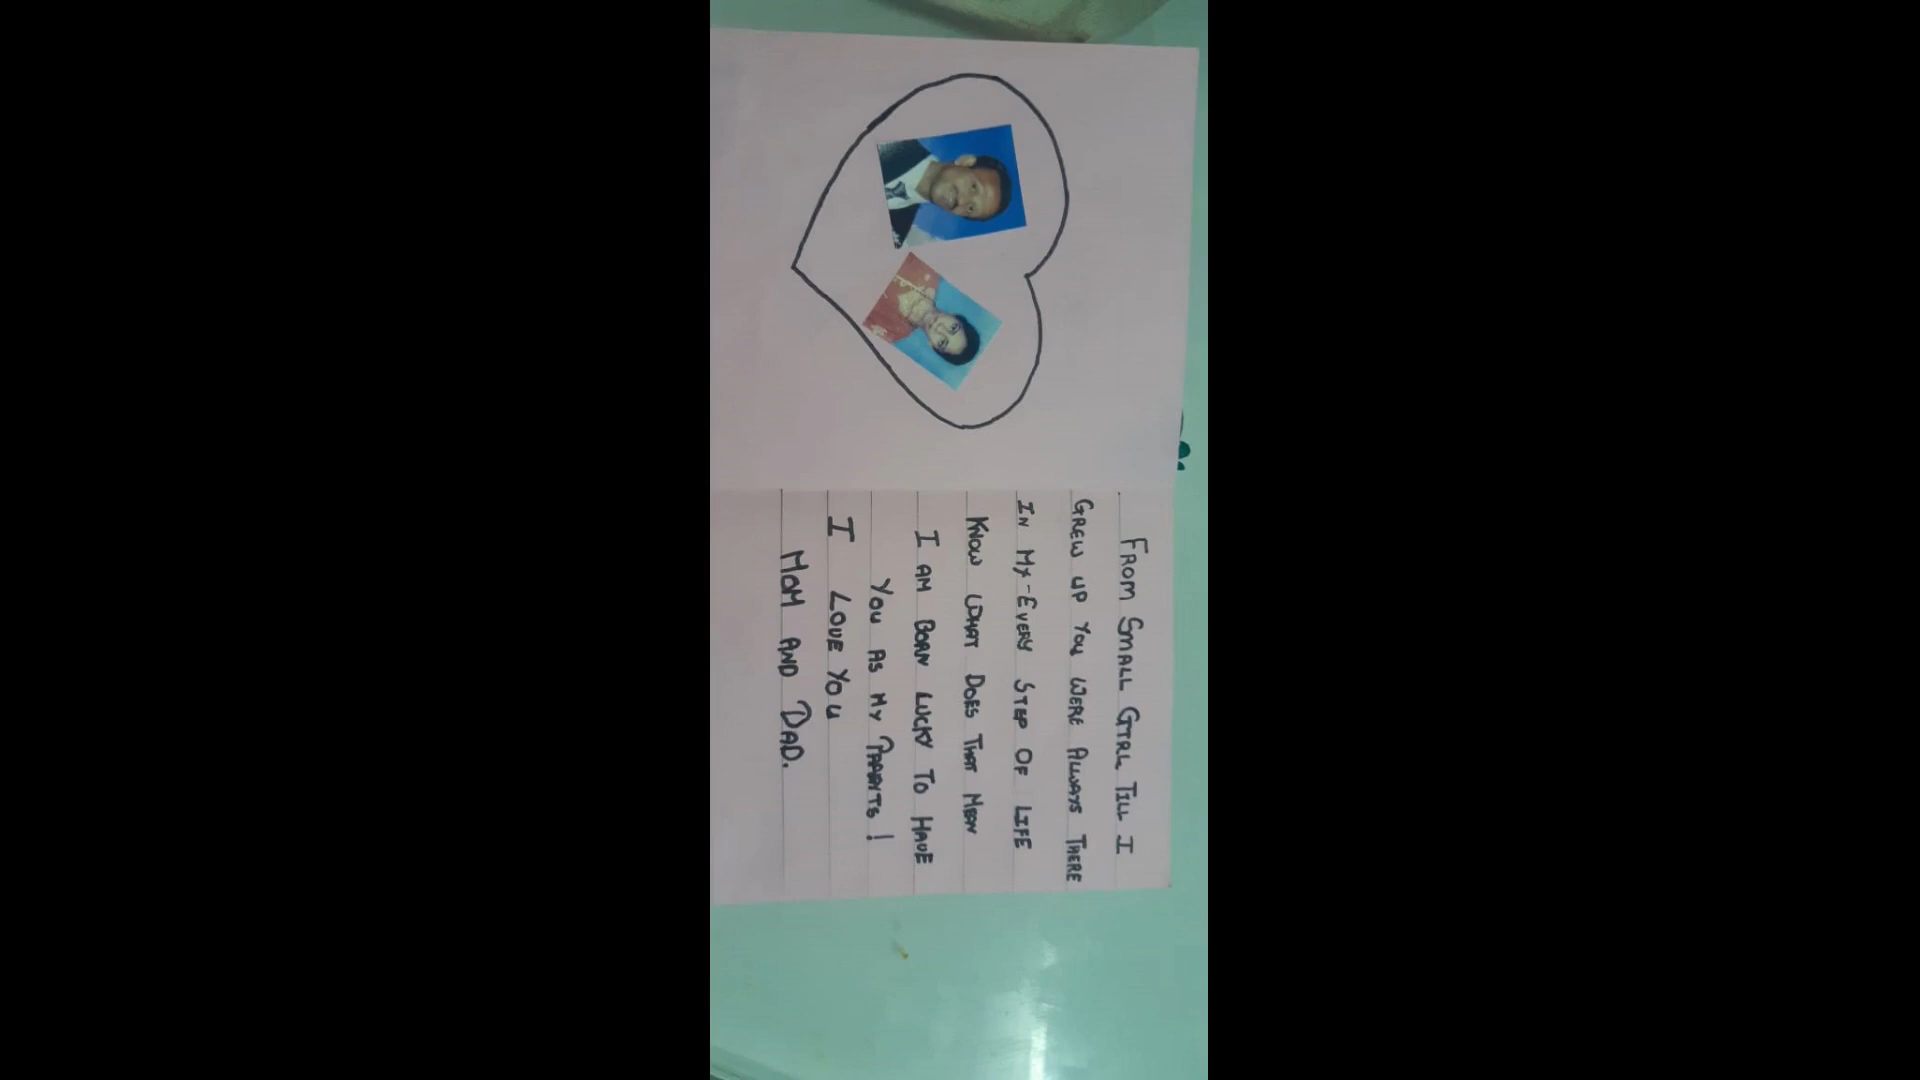 FROM SMALL GIRL TILL I
GREW UP YOU WERE ALWAYS THERE
IN MY-EVERY STEP OF LIFE
KNOW WHAT DOES THAT MEAN
I AM BORN LUCKY TO HAVE
YOU AS MY PARENTS!
I LOVE YOU
MOM AND DAD.